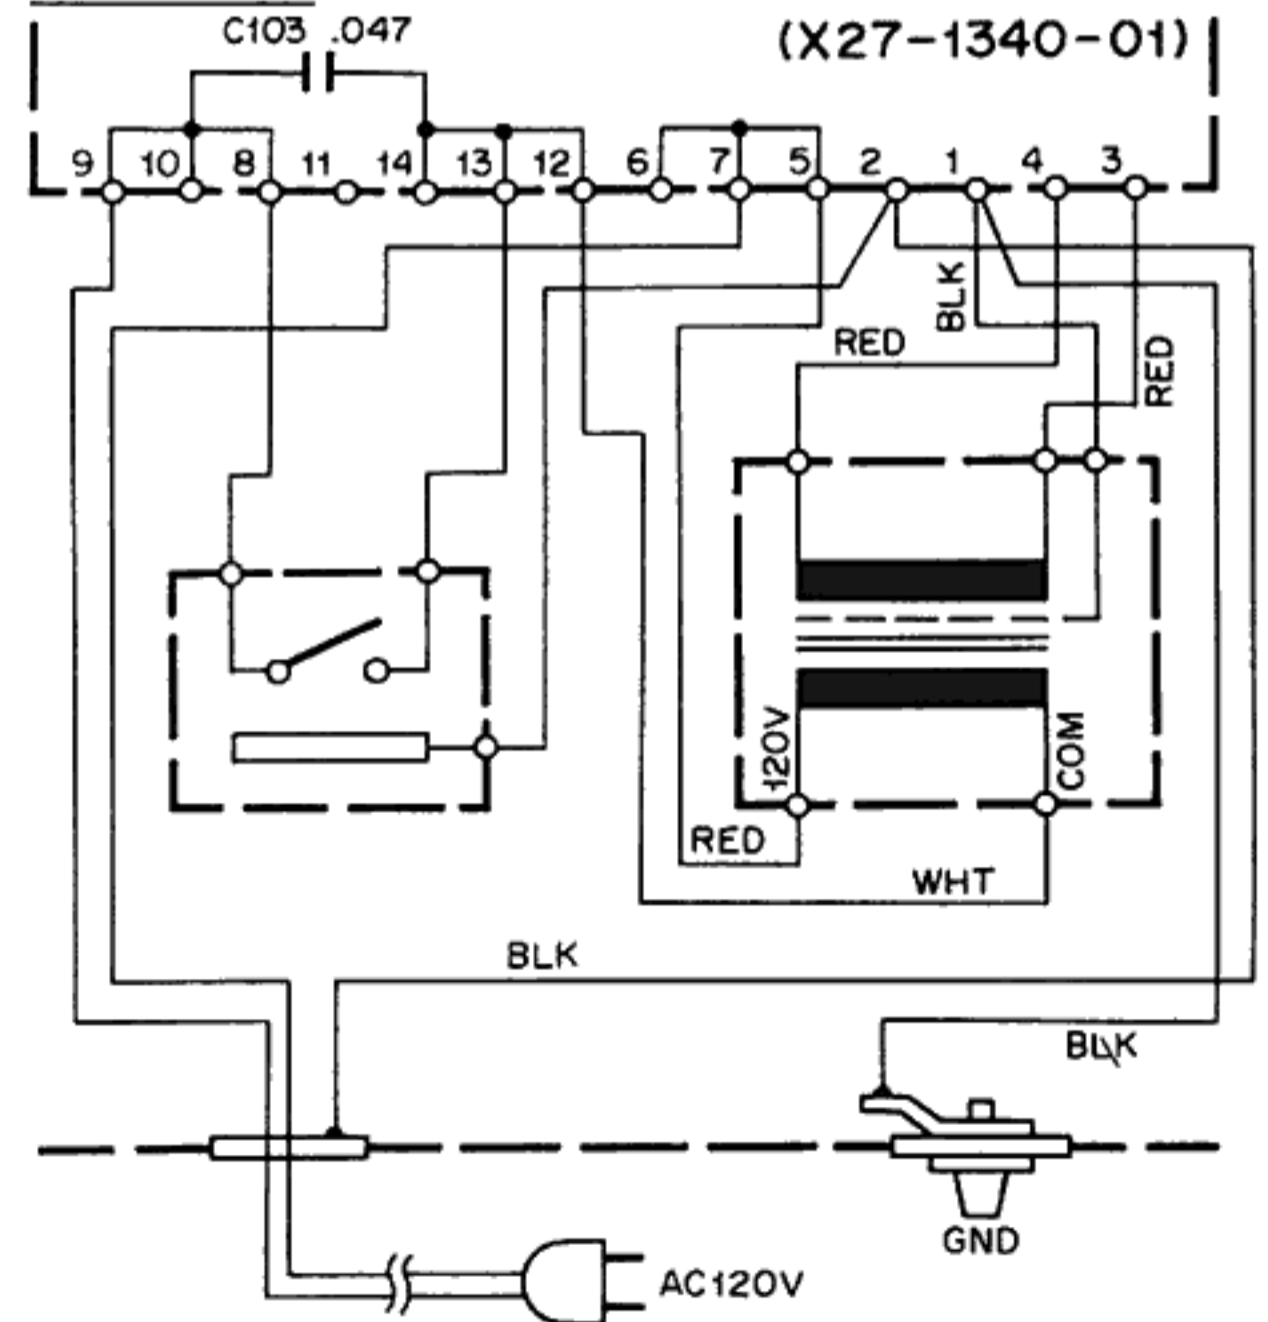 C103 .047
(X27-1340-01)
9 10 8 11 14 13 12 6 7 5 2 1 4 3
BLK
RED
RED
120V
COM
RED
WHT
BLK
BLK
GND
AC120V